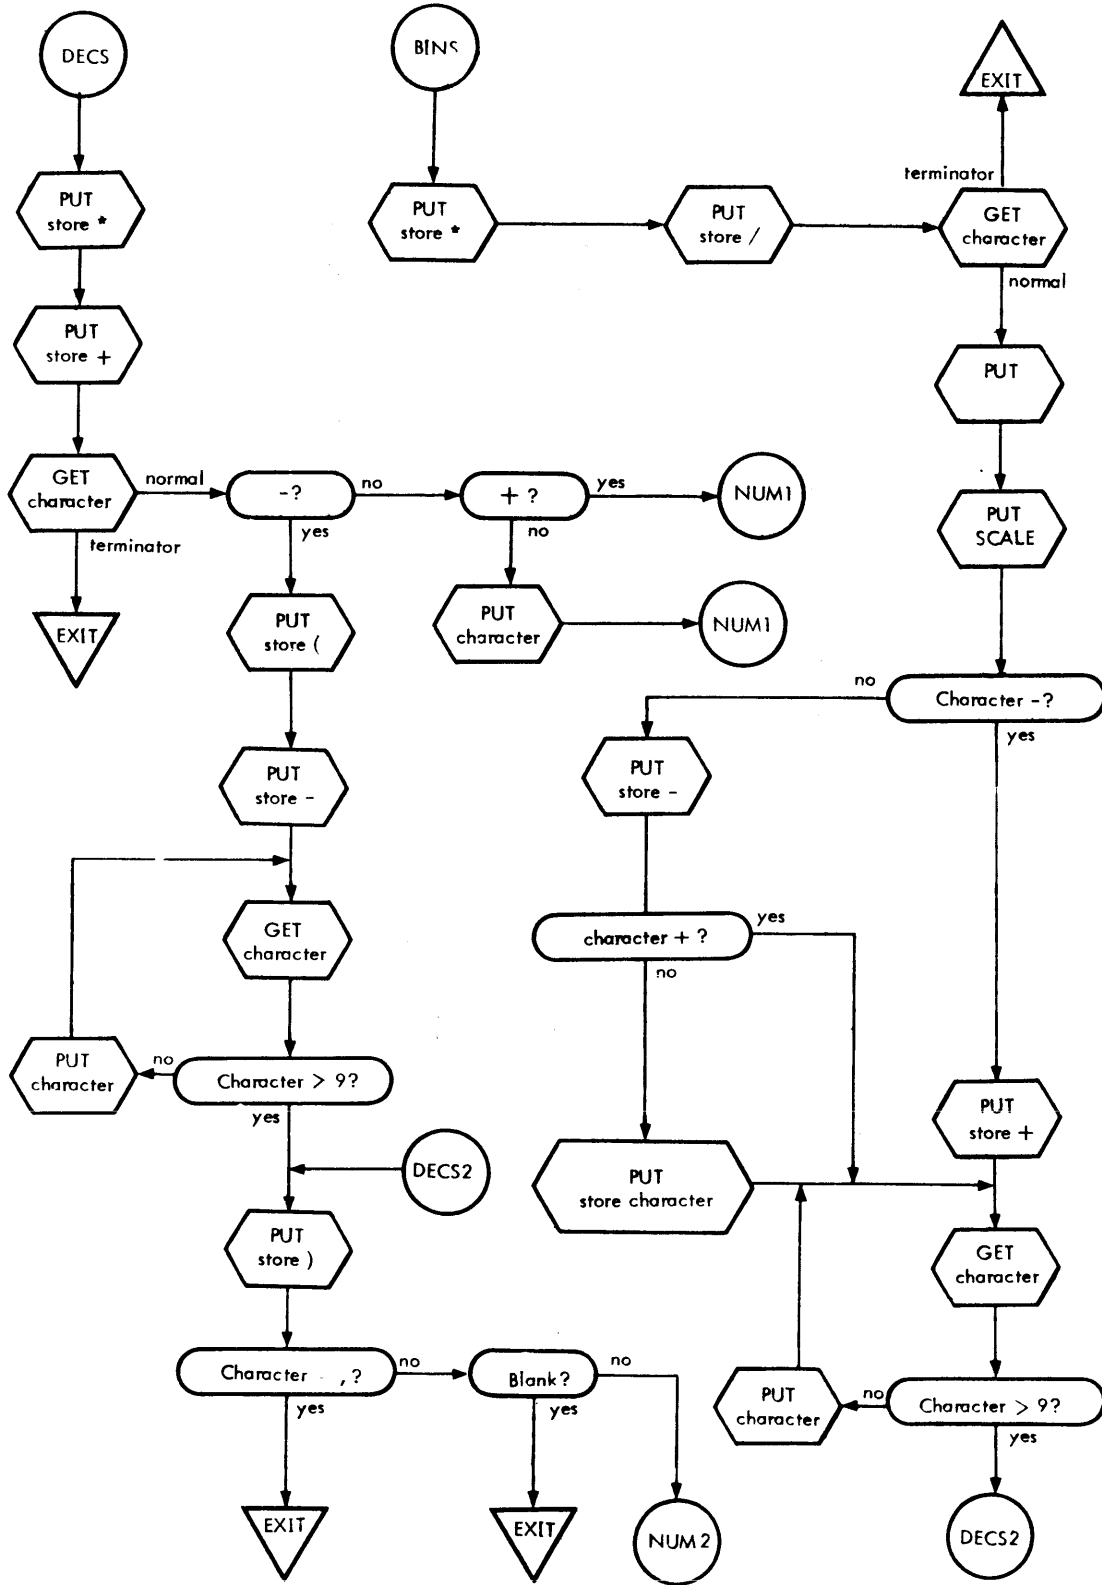 DECS
PUT
store *
PUT
store +
GET
character
normal
terminator
EXIT
-?
no
yes
+ ?
yes
no
NUM1
PUT
character
NUM1
PUT
store (
PUT
store -
GET
character
Character > 9?
no
yes
PUT
character
DECS2
PUT
store )
Character - , ?
no
yes
EXIT
Blank?
no
yes
EXIT
NUM2
BINS
PUT
store *
PUT
store /
GET
character
terminator
EXIT
normal
PUT
PUT
SCALE
Character -?
no
yes
PUT
store -
character + ?
yes
no
PUT
store character
PUT
store +
GET
character
Character > 9?
no
yes
PUT
character
DECS2